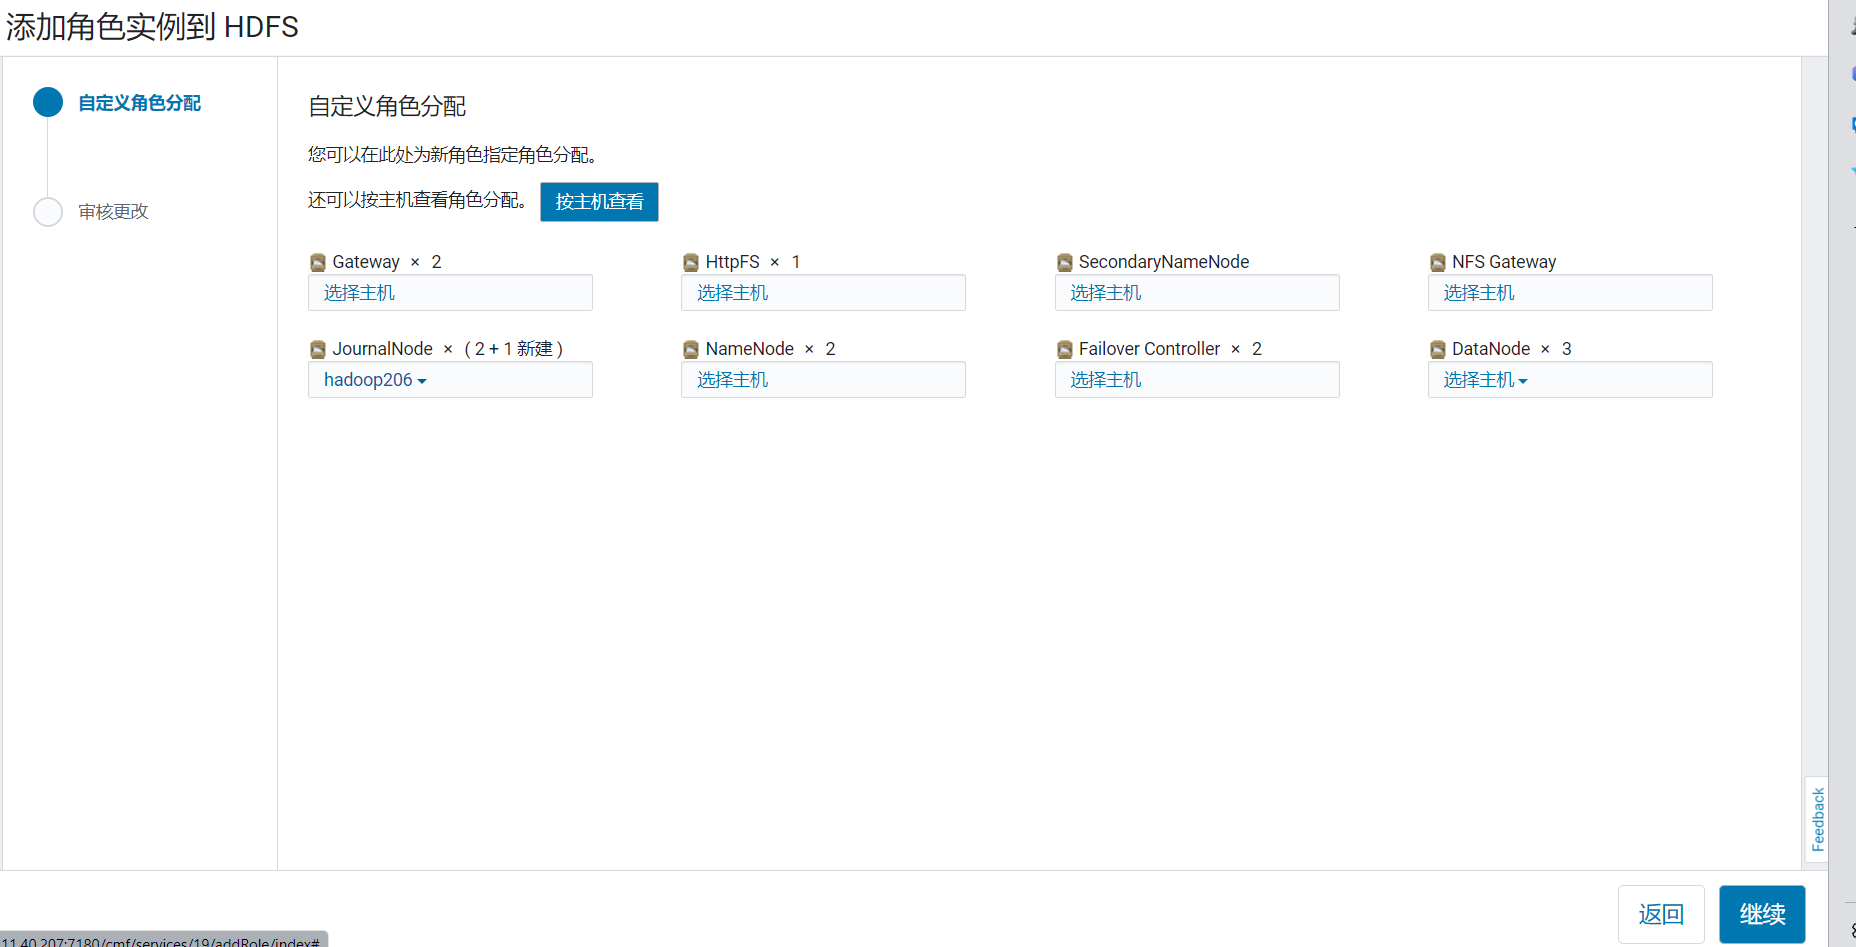 添加角色实例到 HDFS
自定义角色分配
审核更改
自定义角色分配
您可以在此处为新角色指定角色分配。
还可以按主机查看角色分配。 按主机查看
Gateway × 2
选择主机
HttpFS × 1
选择主机
SecondaryNameNode
选择主机
NFS Gateway
选择主机
JournalNode × ( 2 + 1 新建 )
hadoop206
NameNode × 2
选择主机
Failover Controller × 2
选择主机
DataNode × 3
选择主机
Feedback
返回 继续
11.40.207:7180/cmf/services/19/addRole/index#